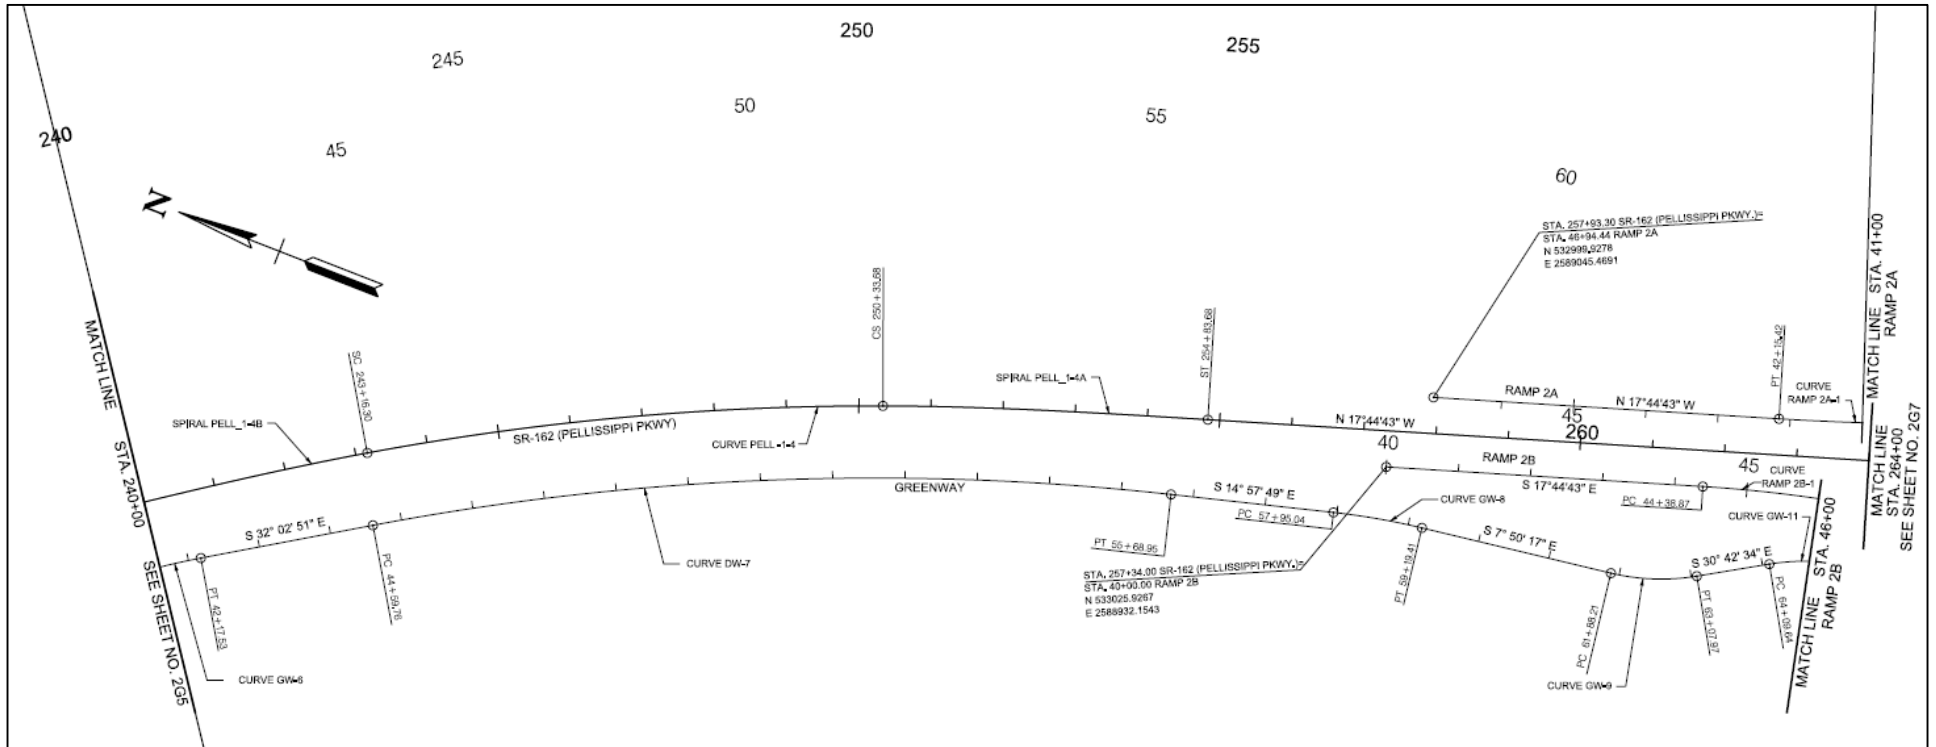 250
255
245
50
55
240
45
60
N
STA. 257+93.30 SR-162 (PELLISSIPPI PKWY.)=
STA. 46+94.44 RAMP 2A
N 532999.9278
E 2589045.4691
MATCH LINE STA. 41+00
RAMP 2A
MATCH LINE
STA. 240+00
SEE SHEET NO. 2G5
SC 243+16.30
CS 250+33.68
ST 254+83.68
PT 42+15.42
SPIRAL PELL_1-4A
SPIRAL PELL_1-4B
SR-162 (PELLISSIPPI PKWY)
CURVE PELL-1-4
N 17°44'43" W
RAMP 2A
N 17°44'43" W
45
CURVE
RAMP 2A-1
260
40
RAMP 2B
45
CURVE
RAMP 2B-1
S 17°44'43" E
PC 44+38.87
CURVE GW-11
MATCH LINE
STA. 264+00
SEE SHEET NO. 2G7
GREENWAY
S 14° 57' 49" E
PC 57+95.04
CURVE GW-8
S 32° 02' 51" E
S 7° 50' 17" E
S 30° 42' 34" E
PT 55+68.95
CURVE DW-7
STA. 257+34.00 SR-162 (PELLISSIPPI PKWY.)=
STA. 40+00.00 RAMP 2B
N 533025.9267
E 2588932.1543
PT 42+17.53
PC 44+59.76
PT 59+19.41
PC 61+88.21
PT 63+07.97
PC 64+09.64
MATCH LINE STA. 46+00
RAMP 2B
CURVE GW-6
CURVE GW-9